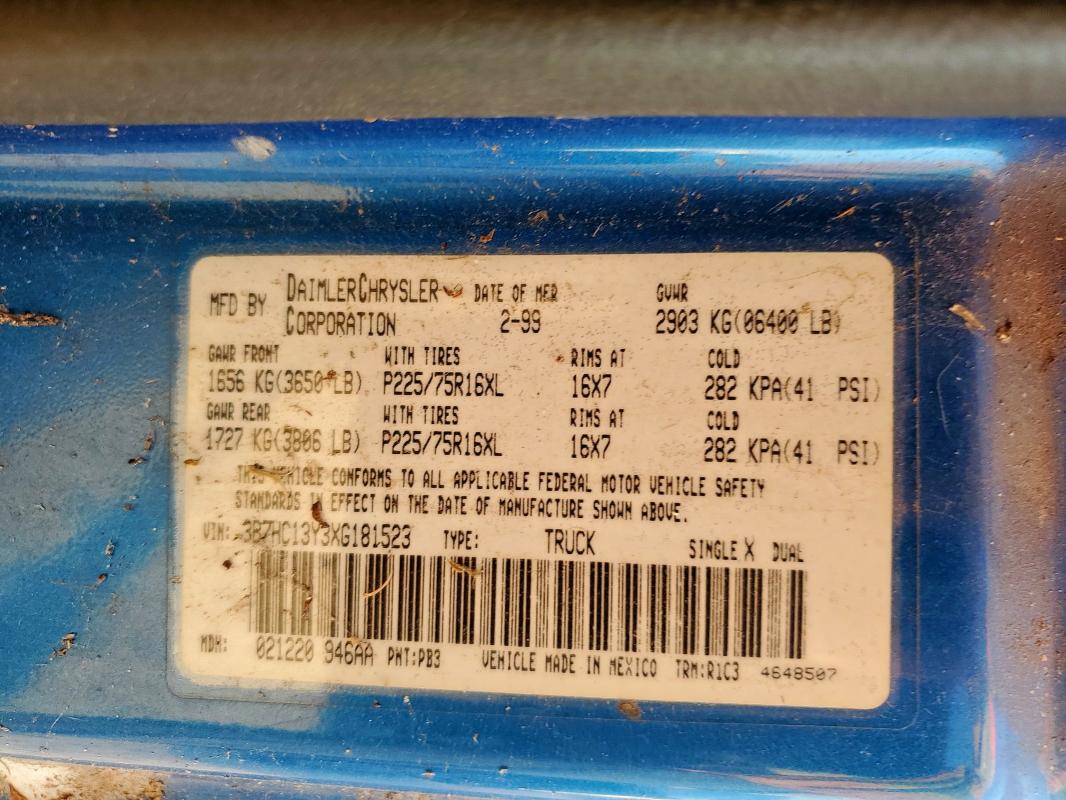 MFD BY DAIMLERCHRYSLER CORPORATION DATE OF MFR 2-99 GVWR 2903 KG(06400 LB)
GAWR FRONT WITH TIRES RIMS AT COLD
1656 KG(3650 LB) P225/75R16XL 16X7 282 KPA(41 PSI)
GAWR REAR WITH TIRES RIMS AT COLD
1727 KG(3806 LB) P225/75R16XL 16X7 282 KPA(41 PSI)
THIS VEHICLE CONFORMS TO ALL APPLICABLE FEDERAL MOTOR VEHICLE SAFETY
STANDARDS IN EFFECT ON THE DATE OF MANUFACTURE SHOWN ABOVE.
VIN: 3B7HC13Y3XG181523 TYPE: TRUCK SINGLE X DUAL
MDH: 021220 946AA PNT:PB3 VEHICLE MADE IN MEXICO TRM:R1C3 4648507